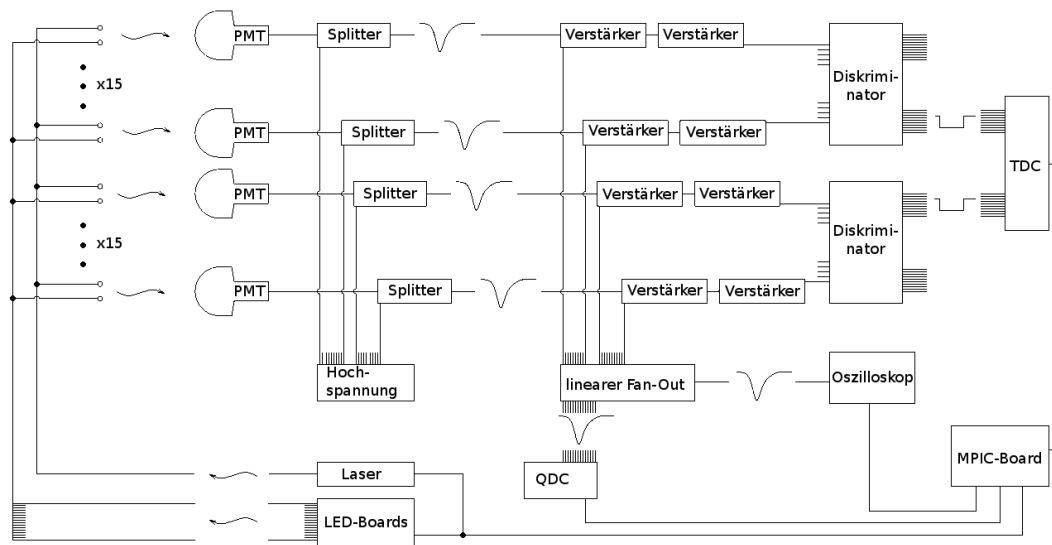 PMT Splitter Verstärker Verstärker
Diskrimi-
nator
x15
PMT Splitter Verstärker Verstärker
TDC
PMT Splitter Verstärker Verstärker
Diskrimi-
nator
x15
PMT Splitter Verstärker Verstärker
Hoch-
spannung
linearer Fan-Out
Oszilloskop
MPIC-Board
Laser
QDC
LED-Boards